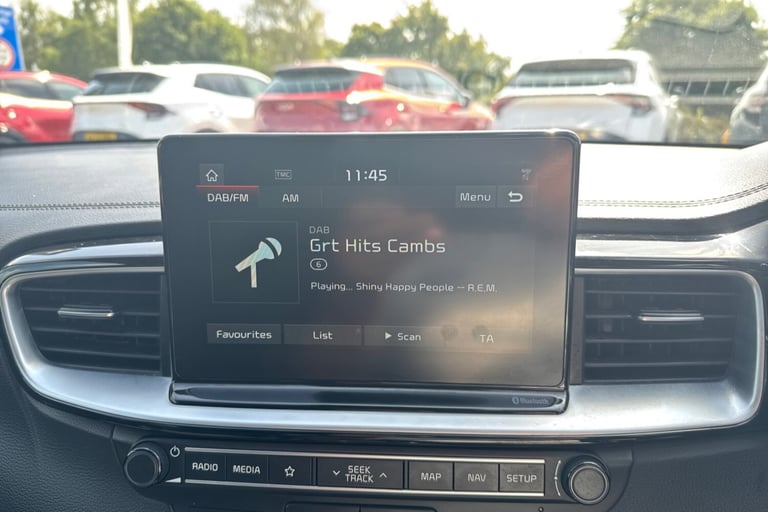 TMC 11:45
DAB/FM AM Menu
DAB
Grt Hits Cambs
6
Playing... Shiny Happy People — R.E.M.
Favourites List Scan TA
Bluetooth
RADIO MEDIA SEEK TRACK MAP NAV SETUP